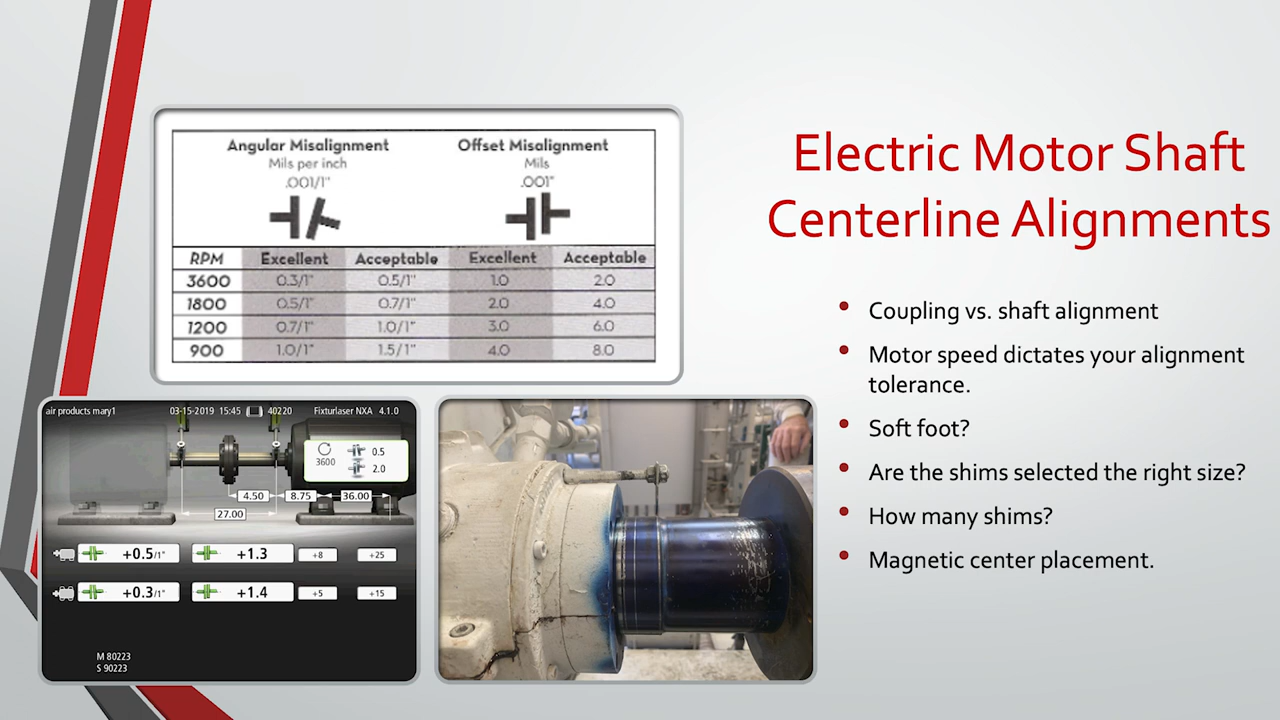 Electric Motor Shaft
Centerline Alignments
Angular Misalignment
Mils per inch
.001/1"
Offset Misalignment
Mils
.001"
RPM Excellent Acceptable Excellent Acceptable
3600 0.3/1" 0.5/1" 1.0 2.0
1800 0.5/1" 0.7/1" 2.0 4.0
1200 0.7/1" 1.0/1" 3.0 6.0
900 1.0/1" 1.5/1" 4.0 8.0
• Coupling vs. shaft alignment
• Motor speed dictates your alignment
tolerance.
• Soft foot?
• Are the shims selected the right size?
• How many shims?
• Magnetic center placement.
air products mary1 03-15-2019 15:45 40220 Fixturlaser NXA 4.1.0
3600
0.5
2.0
4.50 8.75 36.00
27.00
+0.5/1" +1.3 +8 +25
+0.3/1" +1.4 +5 +15
M 80223
S 90223